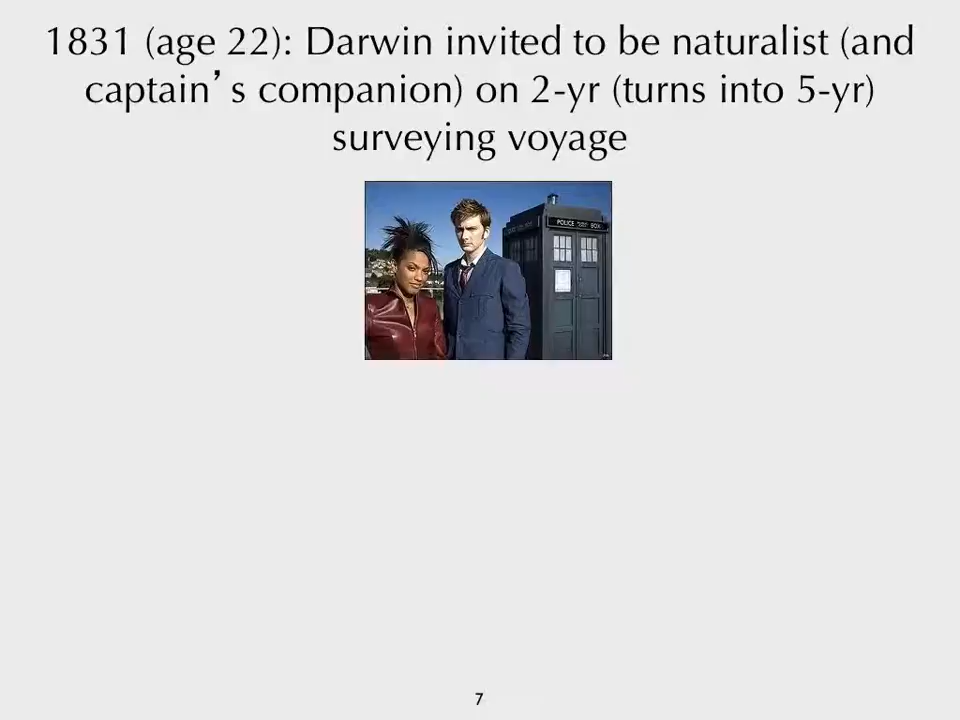 1831 (age 22): Darwin invited to be naturalist (and
captain’s companion) on 2-yr (turns into 5-yr)
surveying voyage
POLICE BOX
7